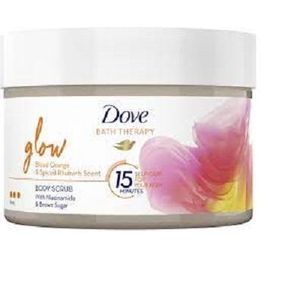 Dove
BATH THERAPY
glow
Blood Orange
& Spiced Rhubarb Scent
BODY SCRUB
With Niacinamide
& Brown Sugar
15
MINUTES